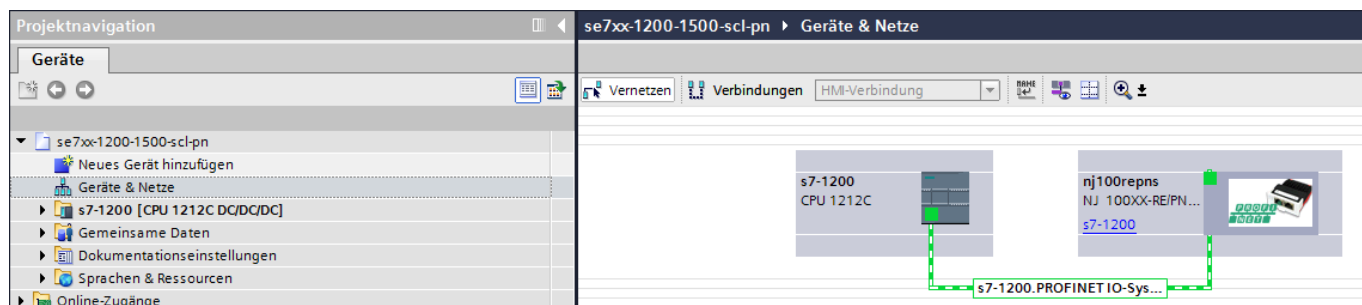 Projektnavigation
Geräte
se7xx-1200-1500-scl-pn
Neues Gerät hinzufügen
Geräte & Netze
s7-1200 [CPU 1212C DC/DC/DC]
Gemeinsame Daten
Dokumentationseinstellungen
Sprachen & Ressourcen
Online-Zugänge
se7xx-1200-1500-scl-pn Geräte & Netze
Vernetzen Verbindungen HMI-Verbindung
s7-1200
CPU 1212C
nj100repns
NJ 100XX-RE/PN...
s7-1200
PROFI
NET
s7-1200.PROFINET IO-Sys...